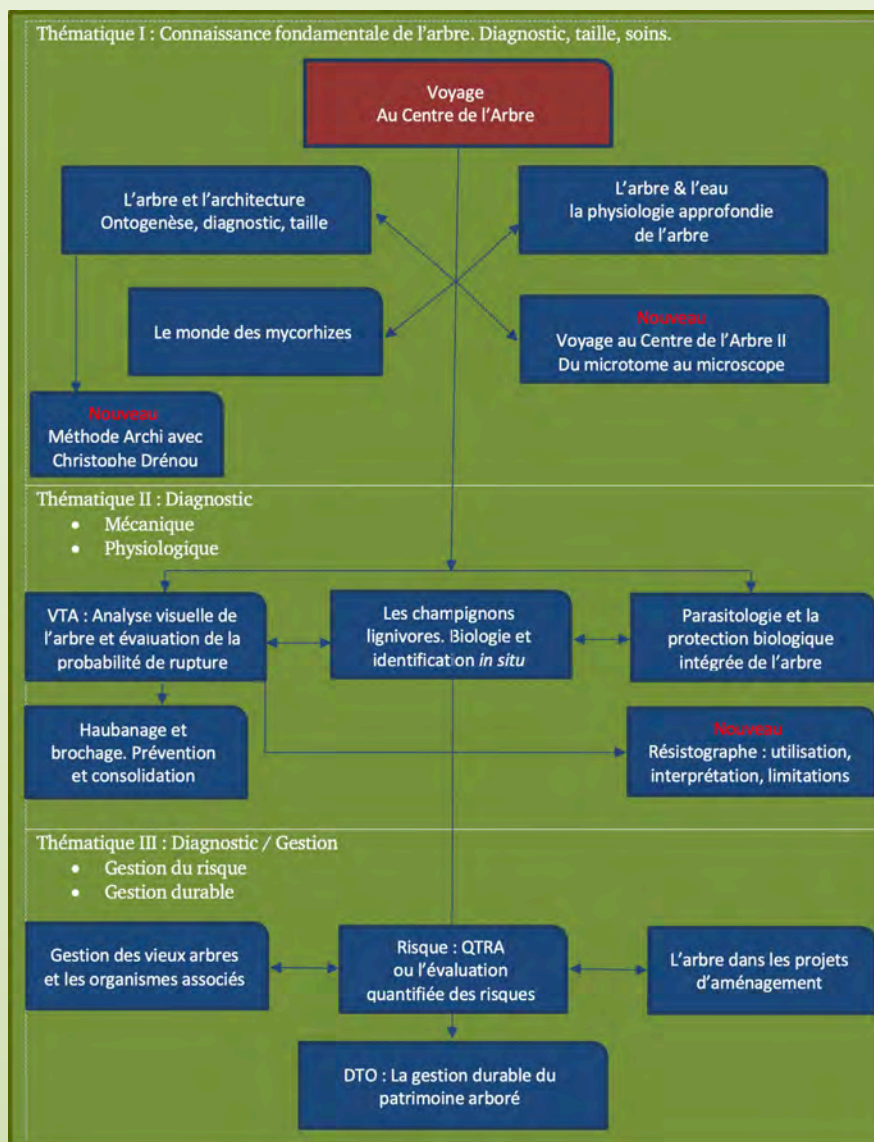 Thématique I : Connaissance fondamentale de l'arbre. Diagnostic, taille, soins.
Voyage
Au Centre de l'Arbre
L'arbre et l'architecture
Ontogenèse, diagnostic, taille
L'arbre & l'eau
la physiologie approfondie
de l'arbre
Le monde des mycorhizes
Nouveau
Voyage au Centre de l'Arbre II
Du microtome au microscope
Nouveau
Méthode Archi avec
Christophe Drénou
Thématique II : Diagnostic
• Mécanique
• Physiologique
VTA : Analyse visuelle de
l'arbre et évaluation de la
probabilité de rupture
Les champignons
lignivores. Biologie et
identification in situ
Parasitologie et la
protection biologique
intégrée de l'arbre
Haubanage et
brochage. Prévention
et consolidation
Nouveau
Résistographe : utilisation,
interprétation, limitations
Thématique III : Diagnostic / Gestion
• Gestion du risque
• Gestion durable
Gestion des vieux arbres
et les organismes associés
Risque : QTRA
ou l'évaluation
quantifiée des risques
L'arbre dans les projets
d'aménagement
DTO : La gestion durable du
patrimoine arboré